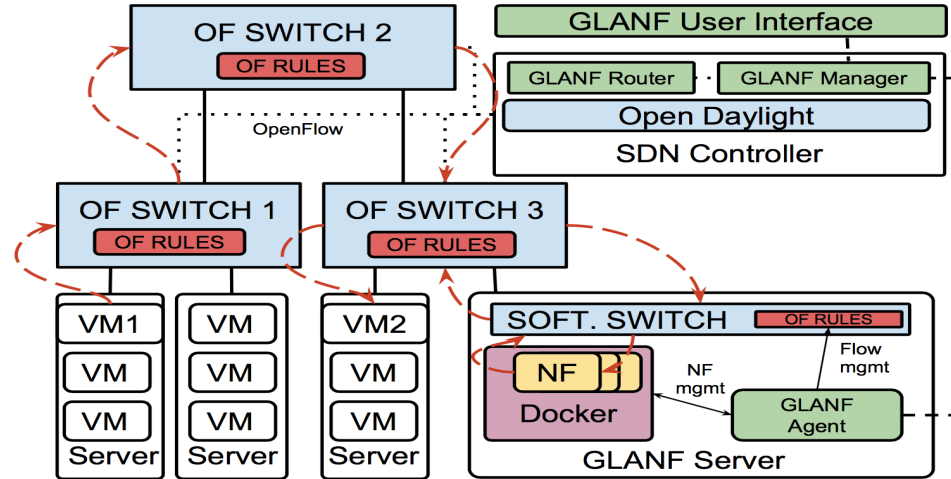 OF SWITCH 2
OF RULES
OpenFlow
GLANF User Interface
GLANF Router
GLANF Manager
Open Daylight
SDN Controller
OF SWITCH 1
OF RULES
OF SWITCH 3
OF RULES
VM1
VM
VM
Server
VM
VM
VM
Server
VM2
VM
VM
Server
SOFT. SWITCH
OF RULES
NF
Docker
NF
mgmt
Flow
mgmt
GLANF
Agent
GLANF Server